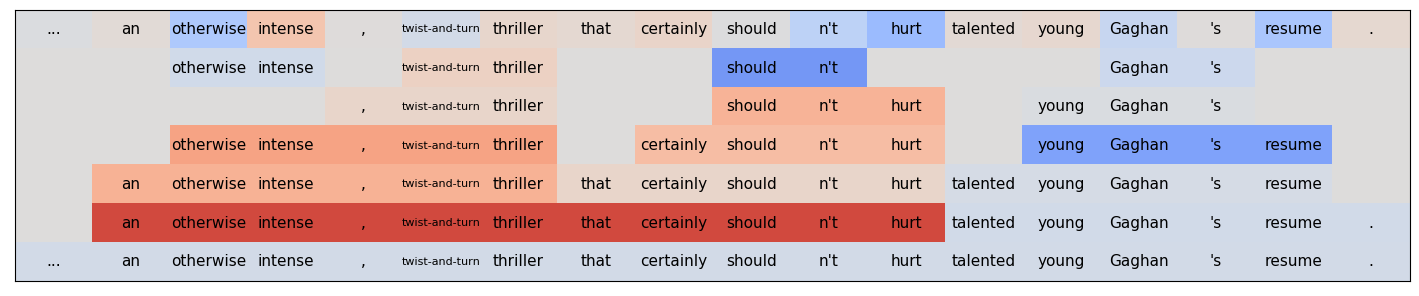 ... an otherwise intense , twist-and-turn thriller that certainly should n't hurt talented young Gaghan 's resume .
otherwise intense twist-and-turn thriller should n't Gaghan 's
, twist-and-turn thriller should n't hurt young Gaghan 's
otherwise intense , twist-and-turn thriller certainly should n't hurt young Gaghan 's resume
an otherwise intense , twist-and-turn thriller that certainly should n't hurt talented young Gaghan 's resume
an otherwise intense , twist-and-turn thriller that certainly should n't hurt talented young Gaghan 's resume .
... an otherwise intense , twist-and-turn thriller that certainly should n't hurt talented young Gaghan 's resume .